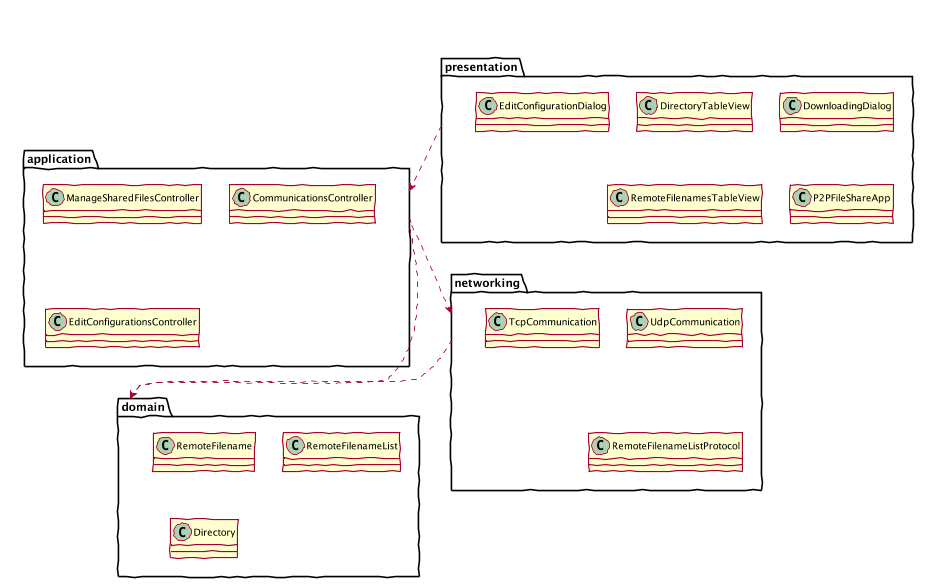 presentation
C EditConfigurationDialog
C DirectoryTableView
C DownloadingDialog
C RemoteFilenamesTableView
C P2PFileShareApp
application
C ManageSharedFilesController
C CommunicationsController
C EditConfigurationsController
networking
C TcpCommunication
C UdpCommunication
C RemoteFilenameListProtocol
domain
C RemoteFilename
C RemoteFilenameList
C Directory